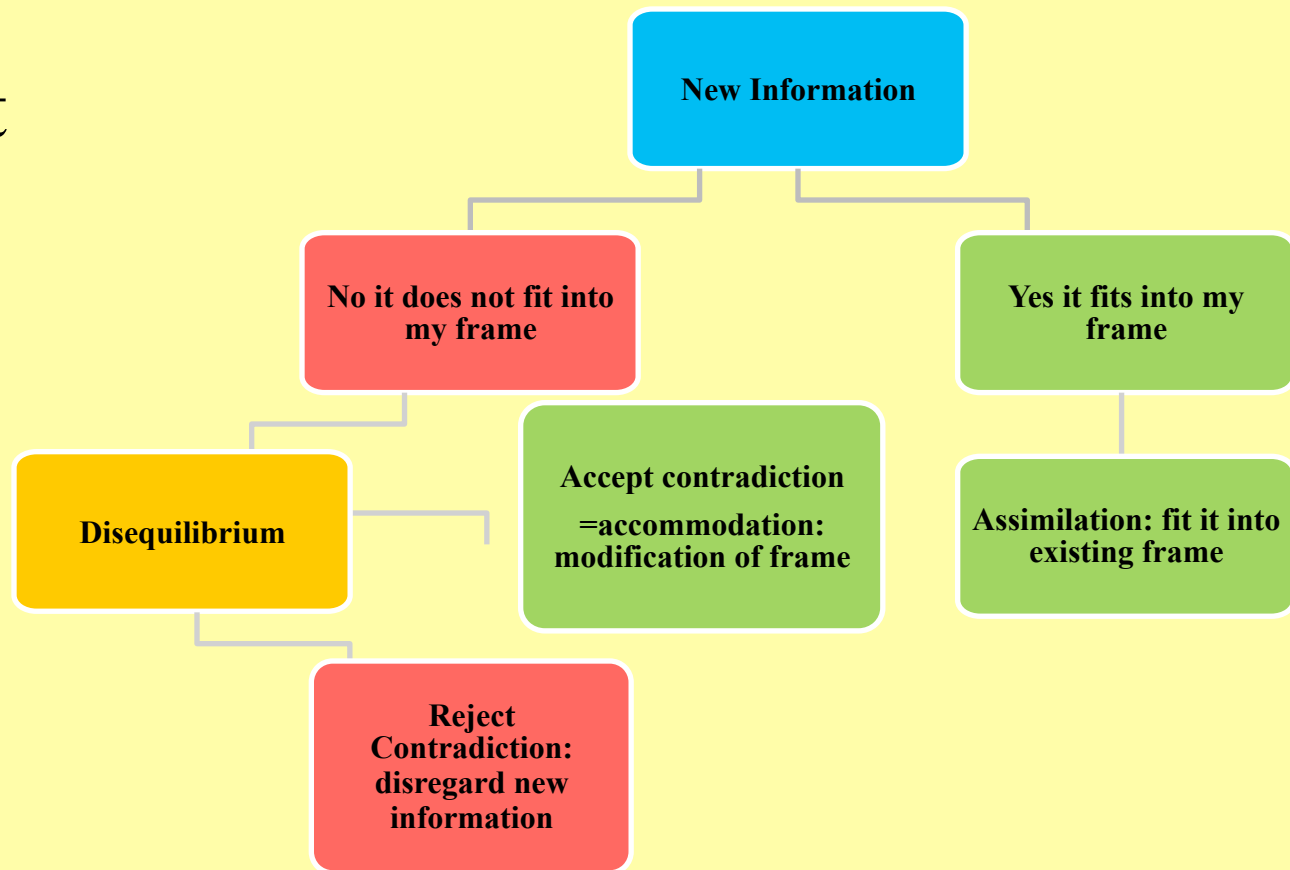 t
New Information
No it does not fit into
my frame
Yes it fits into my
frame
Accept contradiction
=accommodation:
modification of frame
Disequilibrium
Assimilation: fit it into
existing frame
Reject
Contradiction:
disregard new
information